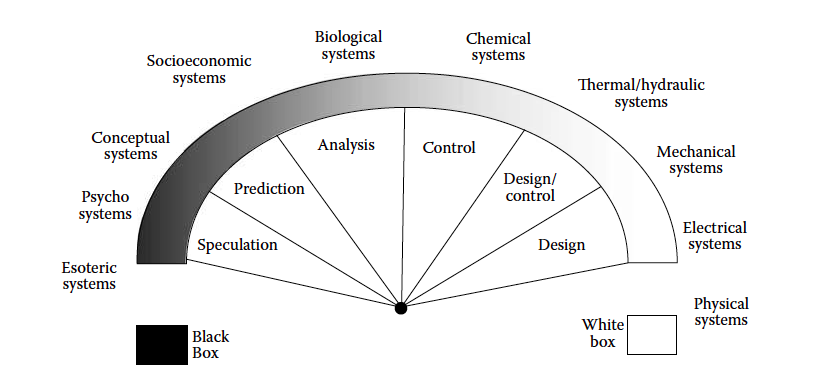 Biological
systems
Chemical
systems
Socioeconomic
systems
Thermal/hydraulic
systems
Conceptual
systems
Analysis
Control
Mechanical
systems
Psycho
systems
Prediction
Design/
control
Speculation
Design
Electrical
systems
Esoteric
systems
Physical
systems
Black
Box
White
box